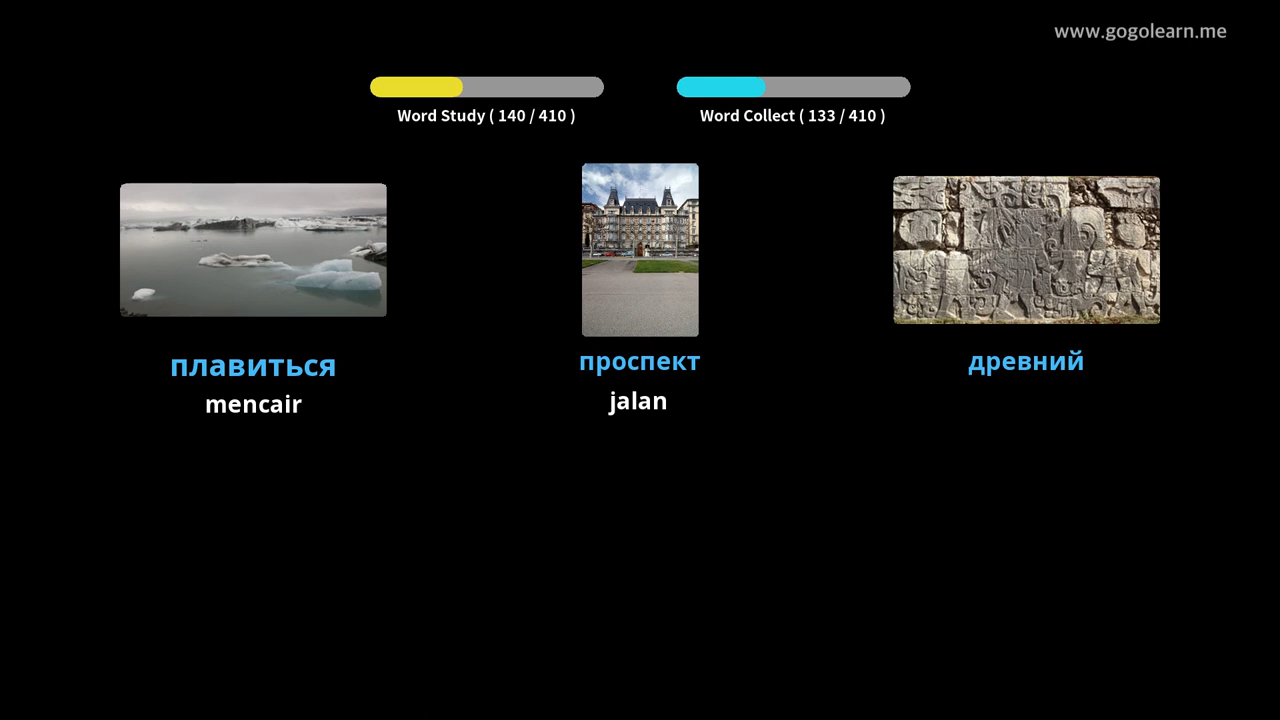 www.gogolearn.me
Word Study ( 140 / 410 )
Word Collect ( 133 / 410 )
плавиться
mencair
проспект
jalan
древний